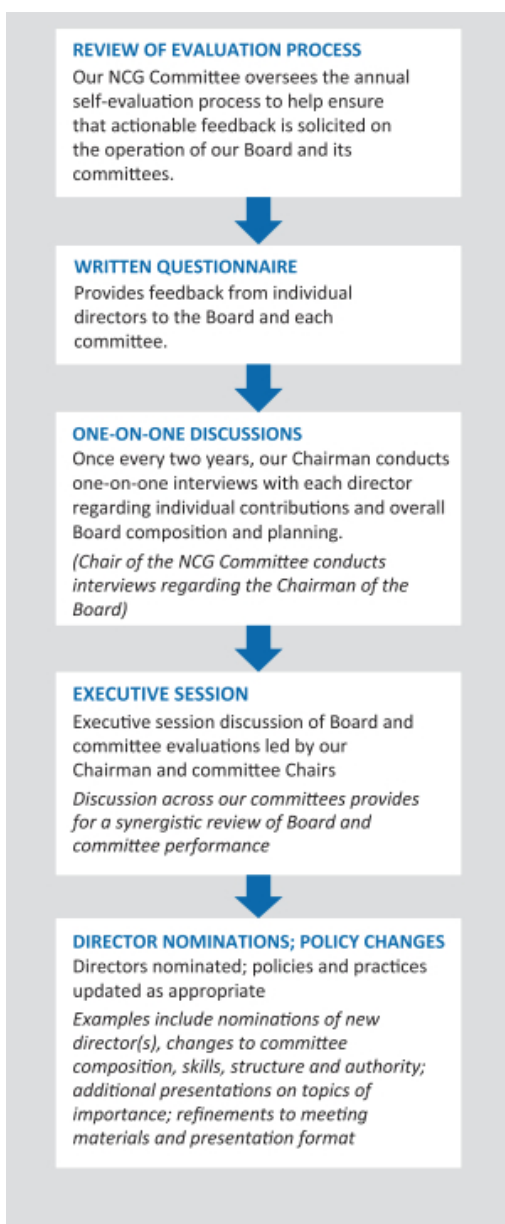 REVIEW OF EVALUATION PROCESS
Our NCG Committee oversees the annual
self-evaluation process to help ensure
that actionable feedback is solicited on
the operation of our Board and its
committees.
WRITTEN QUESTIONNAIRE
Provides feedback from individual
directors to the Board and each
committee.
ONE-ON-ONE DISCUSSIONS
Once every two years, our Chairman conducts
one-on-one interviews with each director
regarding individual contributions and overall
Board composition and planning.
(Chair of the NCG Committee conducts
interviews regarding the Chairman of the
Board)
EXECUTIVE SESSION
Executive session discussion of Board and
committee evaluations led by our
Chairman and committee Chairs
Discussion across our committees provides
for a synergistic review of Board and
committee performance
DIRECTOR NOMINATIONS; POLICY CHANGES
Directors nominated; policies and practices
updated as appropriate
Examples include nominations of new
director(s), changes to committee
composition, skills, structure and authority;
additional presentations on topics of
importance; refinements to meeting
materials and presentation format